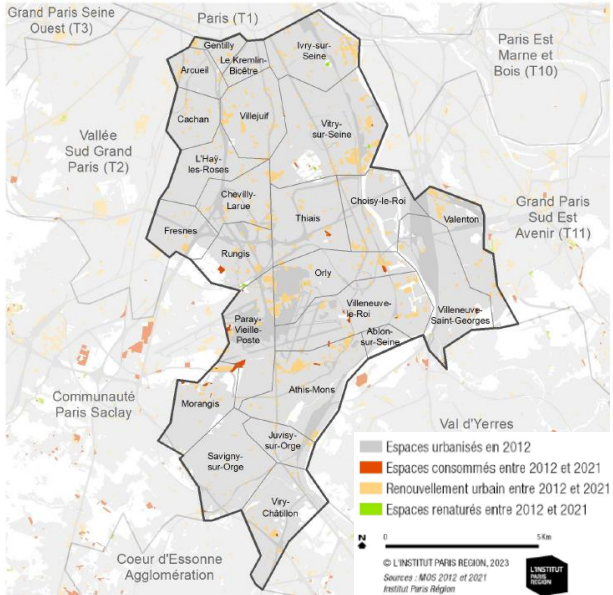 Grand Paris Seine
Ouest (T3)
Paris (T1)
Paris Est
Marne et
Bois (T10)
Gentilly
Ivry-sur-
Seine
Le Kremlin-
Bicêtre
Arcueil
Cachan
Villejuif
Vitry-
sur-Seine
Vallée
Sud Grand
Paris (T2)
L'Haÿ-
les-Roses
Chevilly-
Larue
Choisy-le-Roi
Thiais
Valenton
Grand Paris
Sud Est
Avenir (T11)
Fresnes
Rungis
Orly
Villeneuve-
le-Roi
Villeneuve-
Saint-Georges
Paray-
Vieille-
Poste
Ablon-
sur-Seine
Athis-Mons
Communauté
Paris Saclay
Morangis
Val d'Yerres
Juvisy-
sur-Orge
Savigny-
sur-Orge
Viry-
Châtillon
Coeur d'Essonne
Agglomération
Espaces urbanisés en 2012
Espaces consommés entre 2012 et 2021
Renouvellement urbain entre 2012 et 2021
Espaces renaturés entre 2012 et 2021
N
0 5 Km
© L'INSTITUT PARIS REGION, 2023
Sources : MOS 2012 et 2021
Institut Paris Région
L'INSTITUT
PARIS
REGION